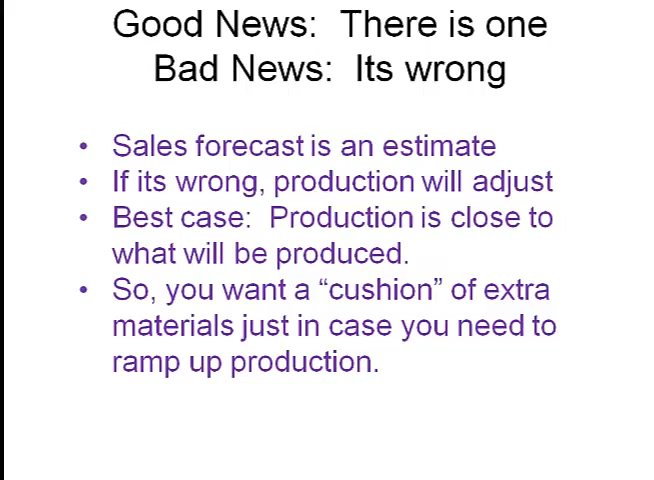 Good News:  There is one
Bad News:  Its wrong
• Sales forecast is an estimate
• If its wrong, production will adjust
• Best case:  Production is close to
what will be produced.
• So, you want a “cushion” of extra
materials just in case you need to
ramp up production.